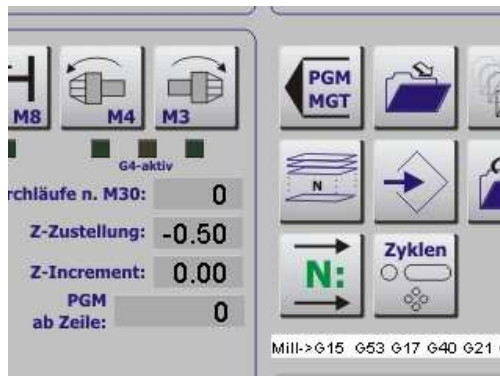 M8
M4
M3
G4-aktiv
rchläufe n. M30: 0
Z-Zustellung: -0.50
Z-Increment: 0.00
PGM
ab Zeile: 0
PGM
MGT
N
N:
Zyklen
Mill->G15 G53 G17 G40 G21